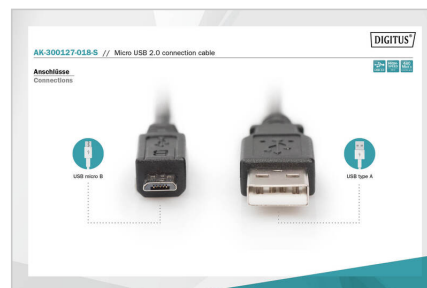 DIGITUS®
AK-300127-018-S // Micro USB 2.0 connection cable
Anschlüsse
Connections
USB micro B
USB type A